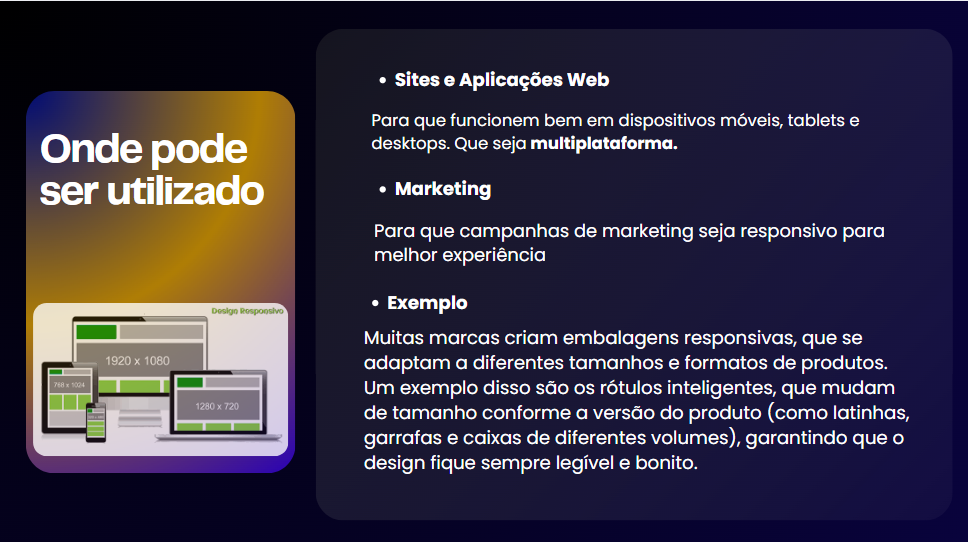 Onde pode
ser utilizado
Design Responsivo
1920 x 1080
768 x 1024
1280 x 720
• Sites e Aplicações Web
Para que funcionem bem em dispositivos móveis, tablets e
desktops. Que seja multiplataforma.
• Marketing
Para que campanhas de marketing seja responsivo para
melhor experiência
• Exemplo
Muitas marcas criam embalagens responsivas, que se
adaptam a diferentes tamanhos e formatos de produtos.
Um exemplo disso são os rótulos inteligentes, que mudam
de tamanho conforme a versão do produto (como latinhas,
garrafas e caixas de diferentes volumes), garantindo que o
design fique sempre legível e bonito.